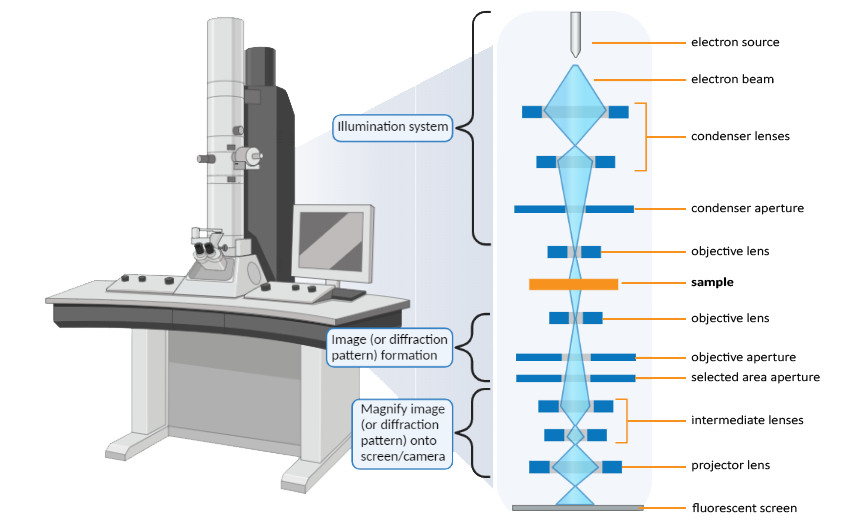 electron source
electron beam
Illumination system
condenser lenses
condenser aperture
objective lens
sample
objective lens
Image (or diffraction
pattern) formation
objective aperture
selected area aperture
Magnify image
(or diffraction
pattern) onto
screen/camera
intermediate lenses
projector lens
fluorescent screen